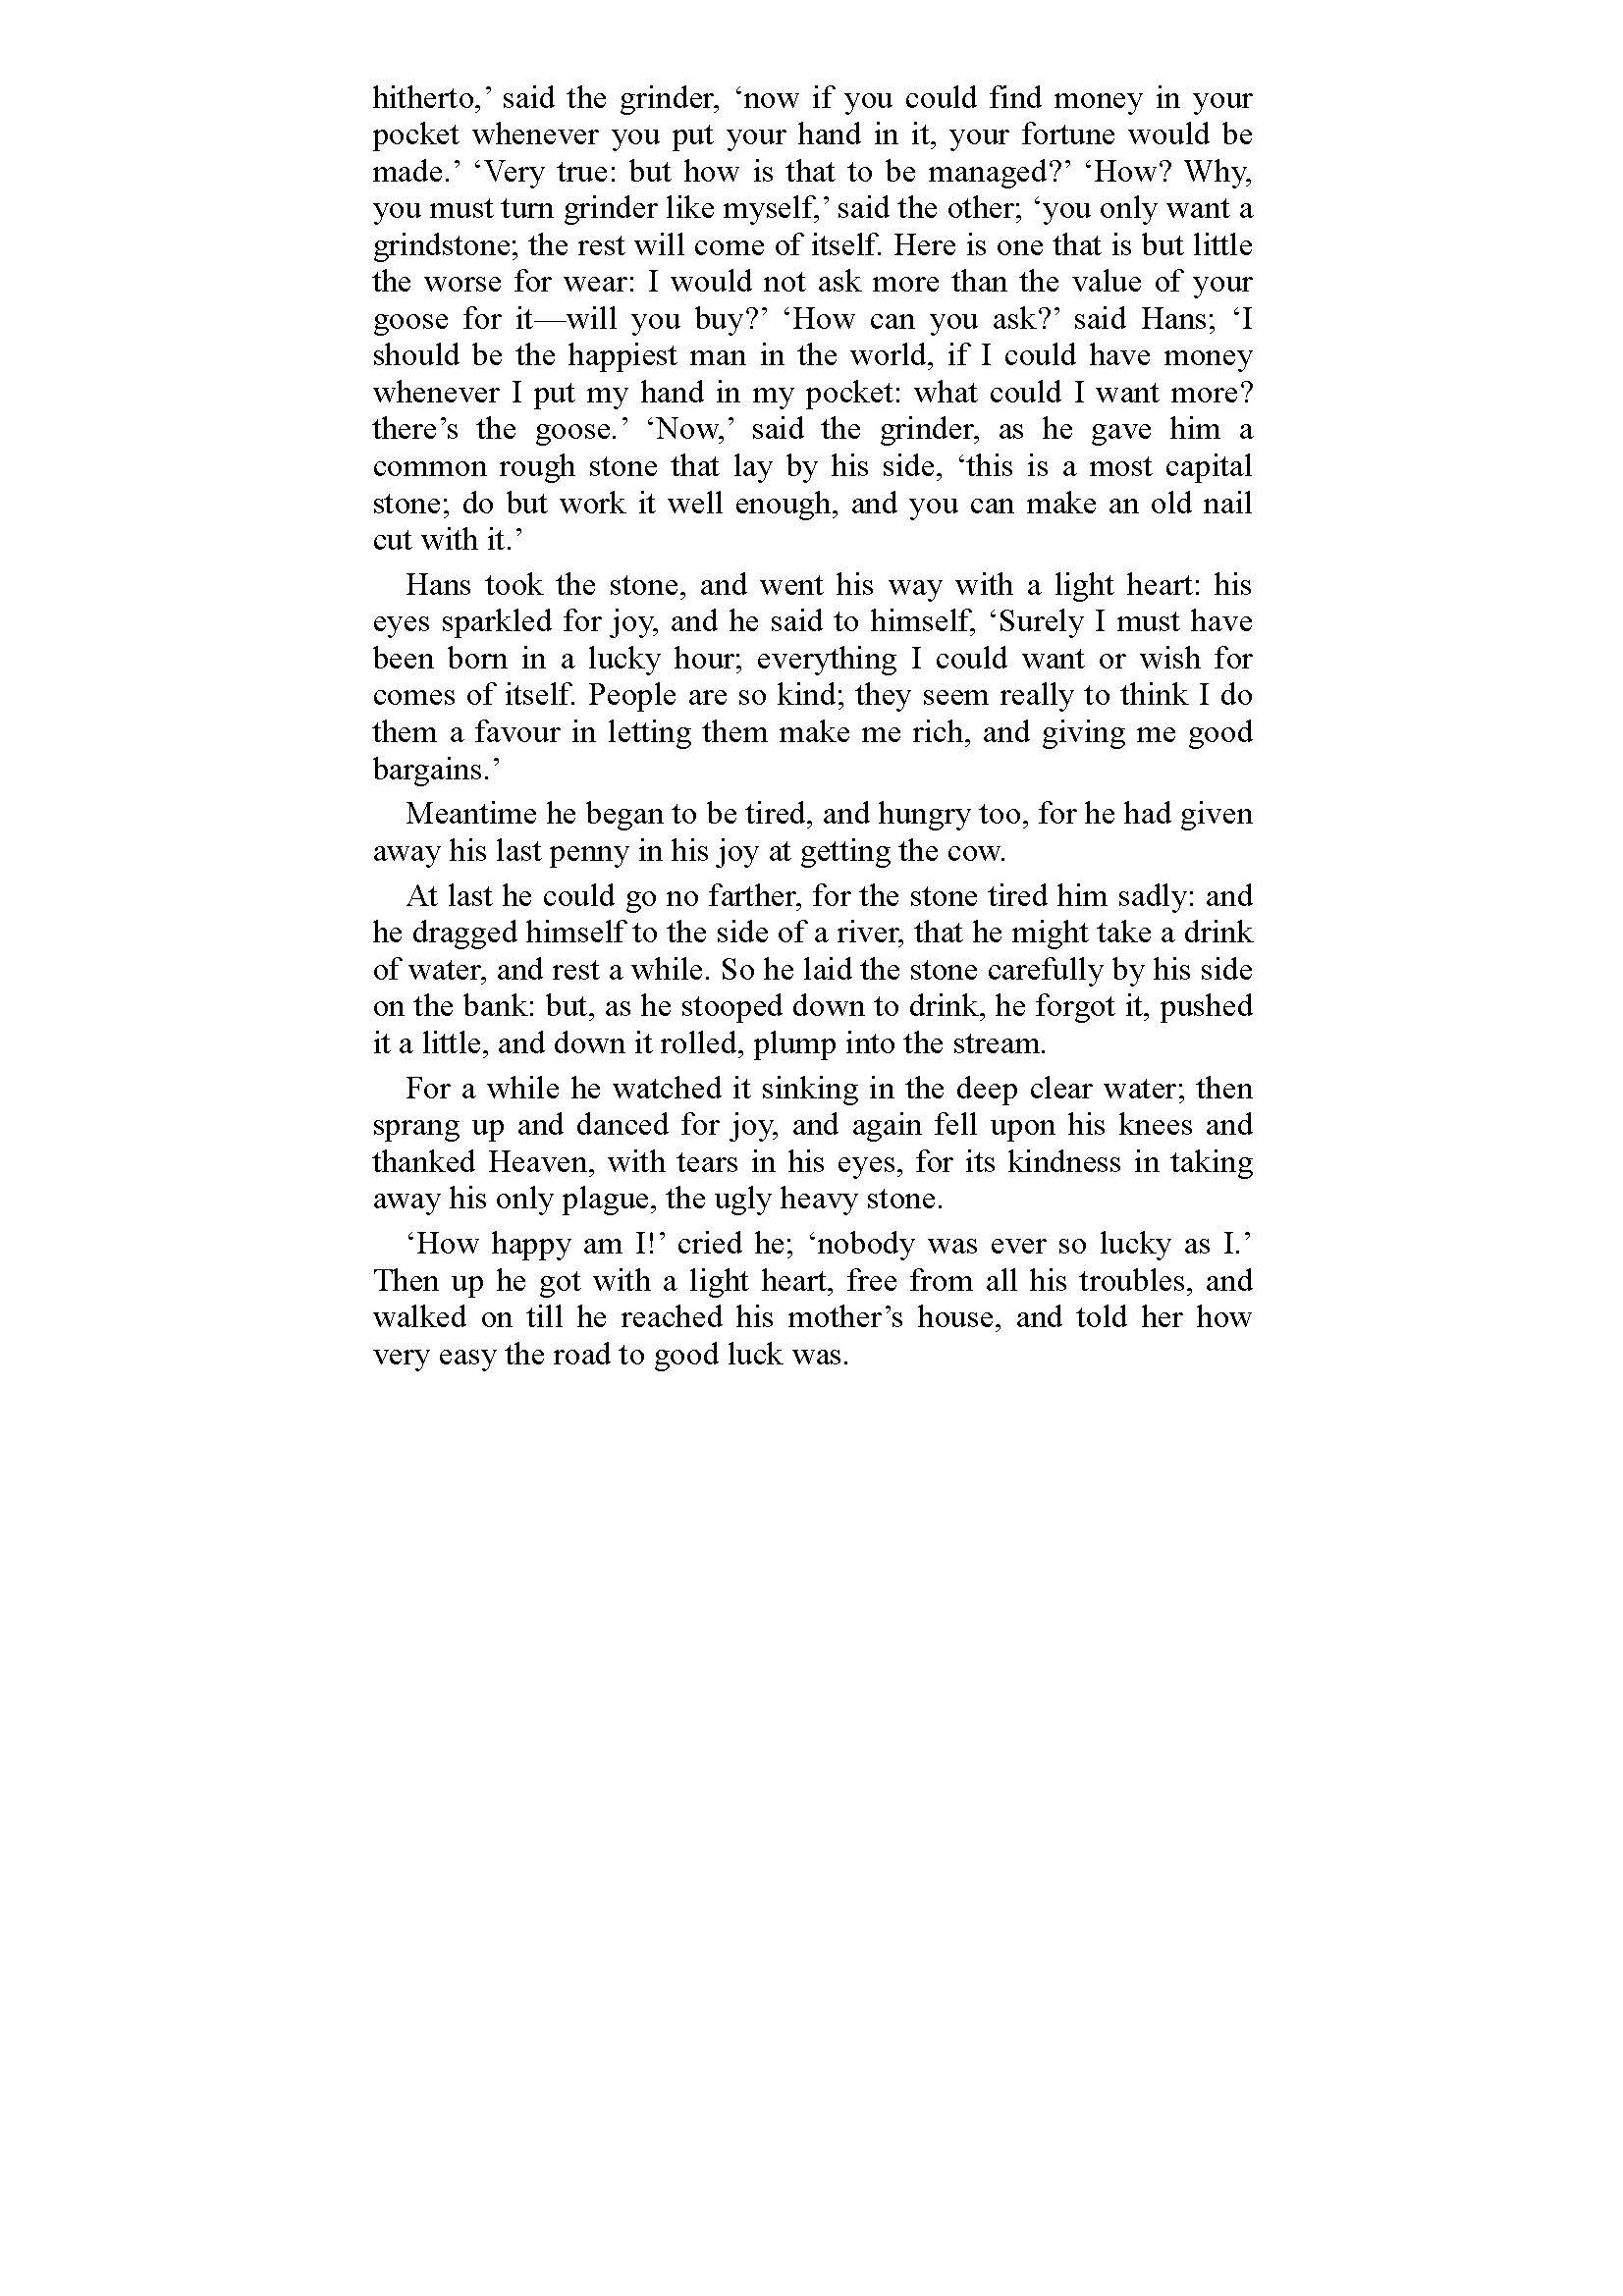 hitherto,’ said the grinder, ‘now if you could find money in your
pocket whenever you put your hand in it, your fortune would be
made.’ ‘Very true: but how is that to be managed?’ ‘How? Why,
you must turn grinder like myself,’ said the other; ‘you only want a
grindstone; the rest will come of itself. Here is one that is but little
the worse for wear: I would not ask more than the value of your
goose for it—will you buy?’ ‘How can you ask?’ said Hans; ‘I
should be the happiest man in the world, if I could have money
whenever I put my hand in my pocket: what could I want more?
there’s the goose.’ ‘Now,’ said the grinder, as he gave him a
common rough stone that lay by his side, ‘this is a most capital
stone; do but work it well enough, and you can make an old nail
cut with it.’
Hans took the stone, and went his way with a light heart: his
eyes sparkled for joy, and he said to himself, ‘Surely I must have
been born in a lucky hour; everything I could want or wish for
comes of itself. People are so kind; they seem really to think I do
them a favour in letting them make me rich, and giving me good
bargains.’
Meantime he began to be tired, and hungry too, for he had given
away his last penny in his joy at getting the cow.
At last he could go no farther, for the stone tired him sadly: and
he dragged himself to the side of a river, that he might take a drink
of water, and rest a while. So he laid the stone carefully by his side
on the bank: but, as he stooped down to drink, he forgot it, pushed
it a little, and down it rolled, plump into the stream.
For a while he watched it sinking in the deep clear water; then
sprang up and danced for joy, and again fell upon his knees and
thanked Heaven, with tears in his eyes, for its kindness in taking
away his only plague, the ugly heavy stone.
‘How happy am I!’ cried he; ‘nobody was ever so lucky as I.’
Then up he got with a light heart, free from all his troubles, and
walked on till he reached his mother’s house, and told her how
very easy the road to good luck was.